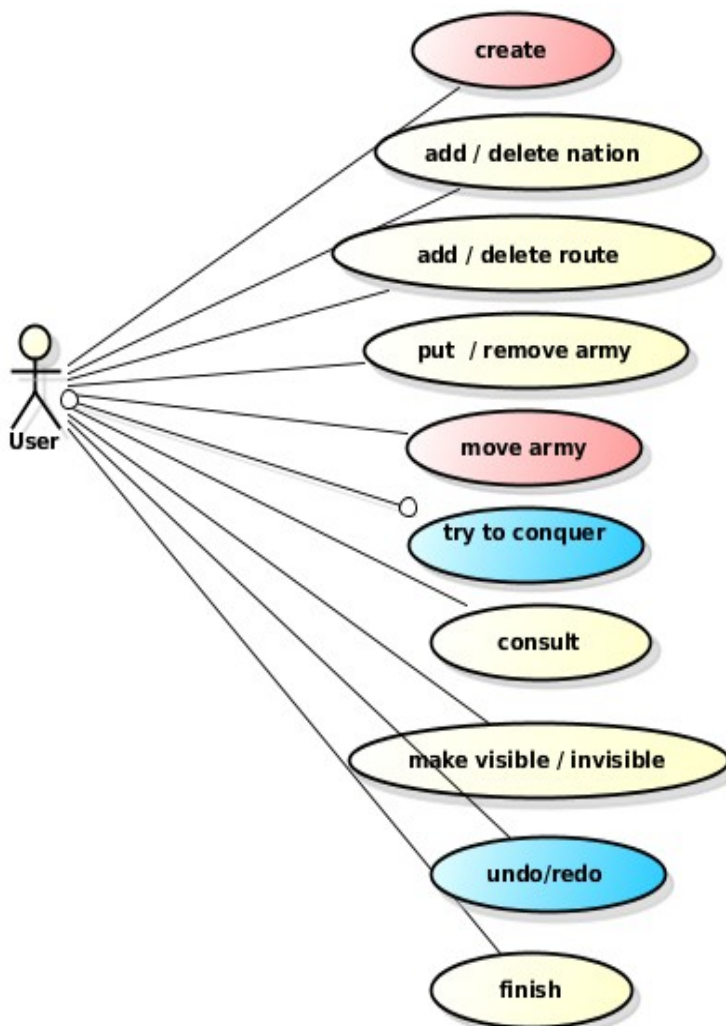 create
add / delete nation
add / delete route
put / remove army
User
move army
try to conquer
consult
make visible / invisible
undo/redo
finish